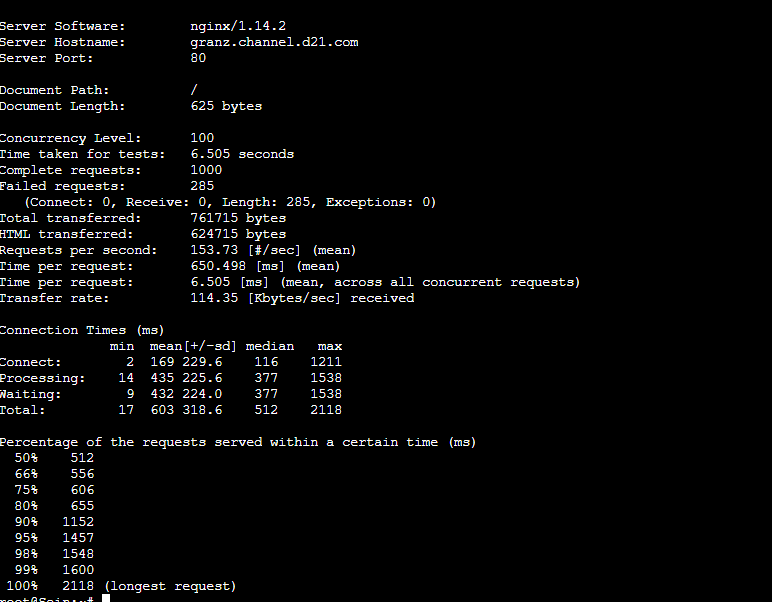 Server Software:        nginx/1.14.2
Server Hostname:        granz.channel.d21.com
Server Port:            80
Document Path:          /
Document Length:        625 bytes
Concurrency Level:      100
Time taken for tests:   6.505 seconds
Complete requests:      1000
Failed requests:        285
   (Connect: 0, Receive: 0, Length: 285, Exceptions: 0)
Total transferred:      761715 bytes
HTML transferred:       624715 bytes
Requests per second:    153.73 [#/sec] (mean)
Time per request:       650.498 [ms] (mean)
Time per request:       6.505 [ms] (mean, across all concurrent requests)
Transfer rate:          114.35 [Kbytes/sec] received
Connection Times (ms)
              min  mean[+/-sd] median   max
Connect:        2  169 229.6    116    1211
Processing:    14  435 225.6    377    1538
Waiting:        9  432 224.0    377    1538
Total:         17  603 318.6    512    2118
Percentage of the requests served within a certain time (ms)
  50%    512
  66%    556
  75%    606
  80%    655
  90%   1152
  95%   1457
  98%   1548
  99%   1600
 100%   2118 (longest request)